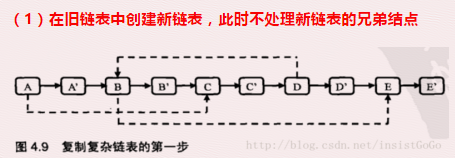 （1）在旧链表中创建新链表，此时不处理新链表的兄弟结点
A A' B B' C C' D D' E E'
图 4.9 复制复杂链表的第一步
http://blog.csdn.net/insistGoGo